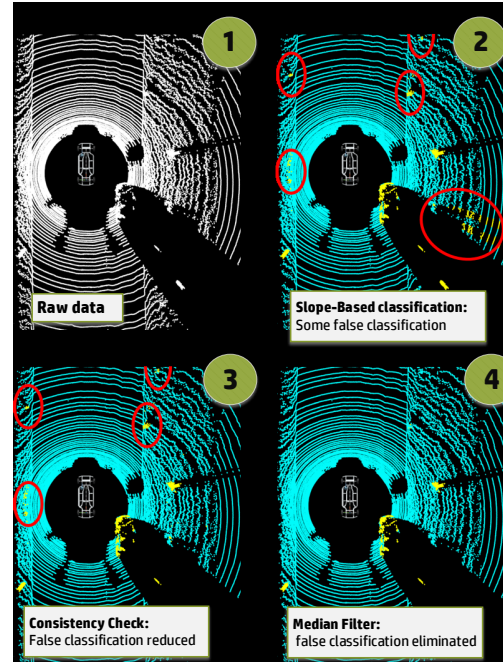 1
2
Raw data
Slope-Based classification:
Some false classification
3
4
Consistency Check:
False classification reduced
Median Filter:
false classification eliminated